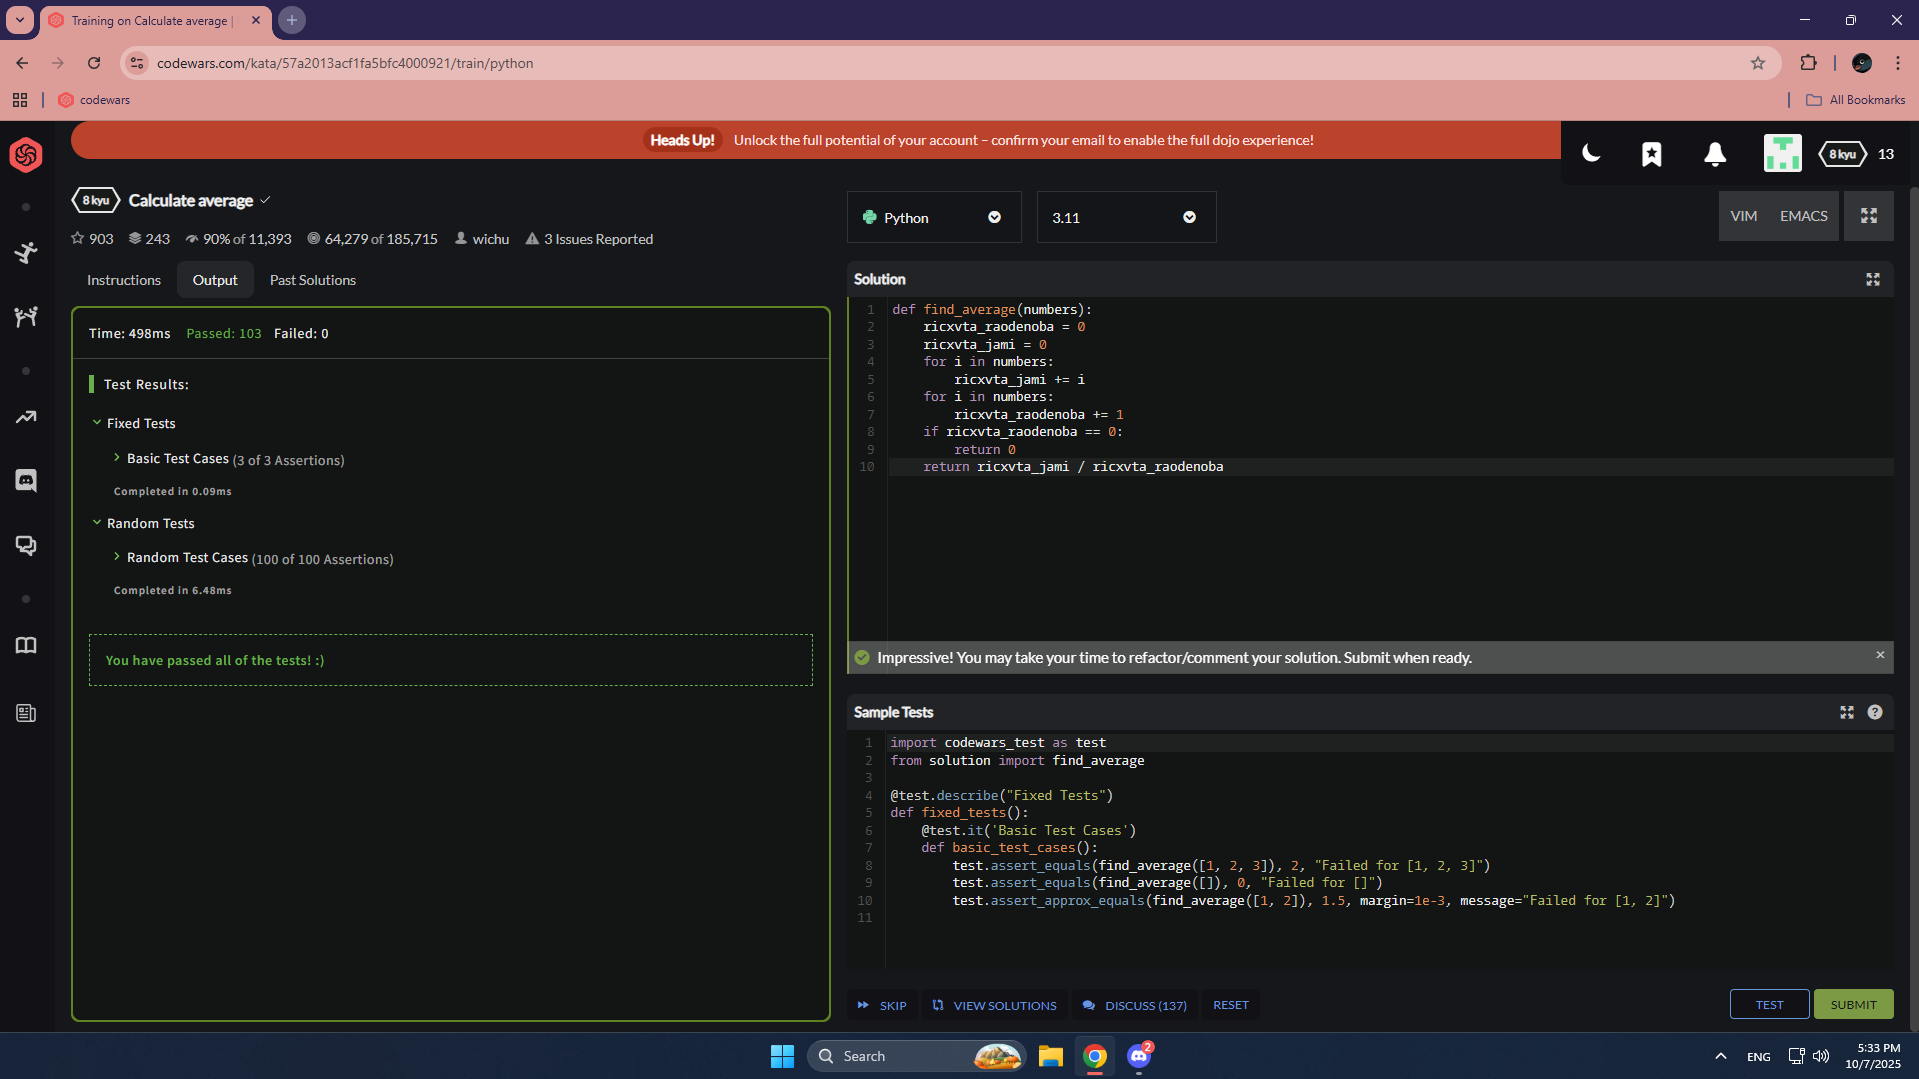 Training on Calculate average |
codewars.com/kata/57a2013acf1fa5bfc4000921/train/python
codewars
All Bookmarks
Heads Up! Unlock the full potential of your account – confirm your email to enable the full dojo experience!
8 kyu 13
8 kyu Calculate average
903 243 90% of 11,393 64,279 of 185,715 wichu 3 Issues Reported
Python
3.11
VIM EMACS
Instructions Output Past Solutions
Time: 498ms Passed: 103 Failed: 0
Test Results:
Fixed Tests
Basic Test Cases (3 of 3 Assertions)
Completed in 0.09ms
Random Tests
Random Test Cases (100 of 100 Assertions)
Completed in 6.48ms
You have passed all of the tests! :)
Solution
1 def find_average(numbers):
2     ricxvta_raodenoba = 0
3     ricxvta_jami = 0
4     for i in numbers:
5         ricxvta_jami += i
6     for i in numbers:
7         ricxvta_raodenoba += 1
8     if ricxvta_raodenoba == 0:
9         return 0
10     return ricxvta_jami / ricxvta_raodenoba
Impressive! You may take your time to refactor/comment your solution. Submit when ready.
Sample Tests
1 import codewars_test as test
2 from solution import find_average
3
4 @test.describe("Fixed Tests")
5 def fixed_tests():
6     @test.it('Basic Test Cases')
7     def basic_test_cases():
8         test.assert_equals(find_average([1, 2, 3]), 2, "Failed for [1, 2, 3]")
9         test.assert_equals(find_average([]), 0, "Failed for []")
10         test.assert_approx_equals(find_average([1, 2]), 1.5, margin=1e-3, message="Failed for [1, 2]")
11
SKIP VIEW SOLUTIONS DISCUSS (137) RESET
TEST SUBMIT
Search
2
ENG
5:33 PM
10/7/2025